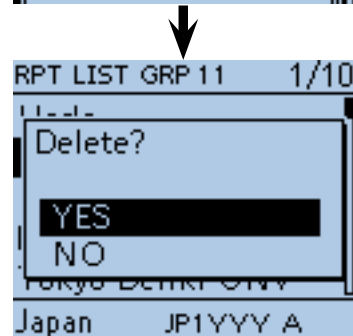 RPT LIST GRP 11 1/10
Delete?
YES
NO
Japan JP1YYY A